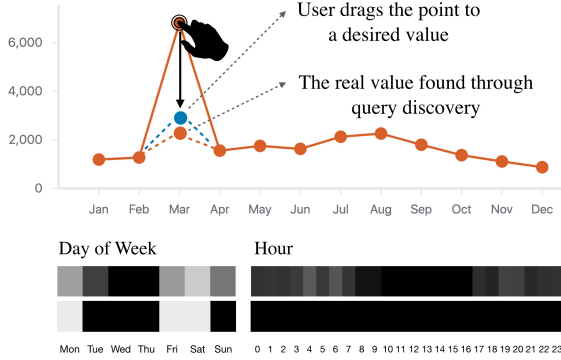 User drags the point to
a desired value
The real value found through
query discovery
6,000
4,000
2,000
0
Jan Feb Mar Apr May Jun Jul Aug Sep Oct Nov Dec
Day of Week Hour
Mon Tue Wed Thu Fri Sat Sun 0 1 2 3 4 5 6 7 8 9 10 11 12 13 14 15 16 17 18 19 20 21 22 23